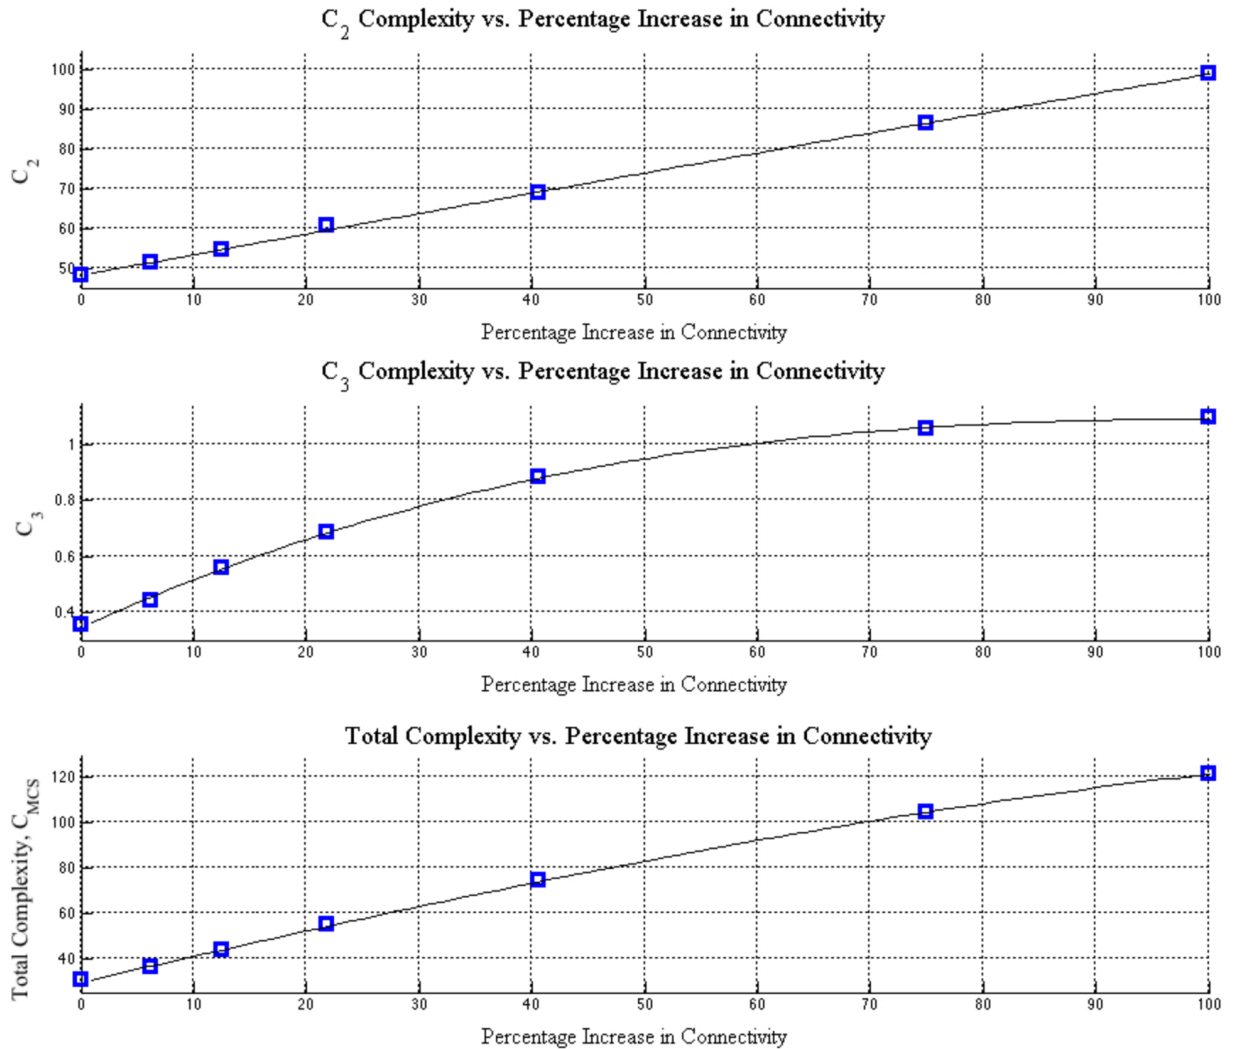 C2 Complexity vs. Percentage Increase in Connectivity
100
90
80
70
60
50
C2
0 10 20 30 40 50 60 70 80 90 100
Percentage Increase in Connectivity
C3 Complexity vs. Percentage Increase in Connectivity
1
0.8
0.6
0.4
C3
0 10 20 30 40 50 60 70 80 90 100
Percentage Increase in Connectivity
Total Complexity vs. Percentage Increase in Connectivity
120
100
80
60
40
Total Complexity, CMCS
0 10 20 30 40 50 60 70 80 90 100
Percentage Increase in Connectivity